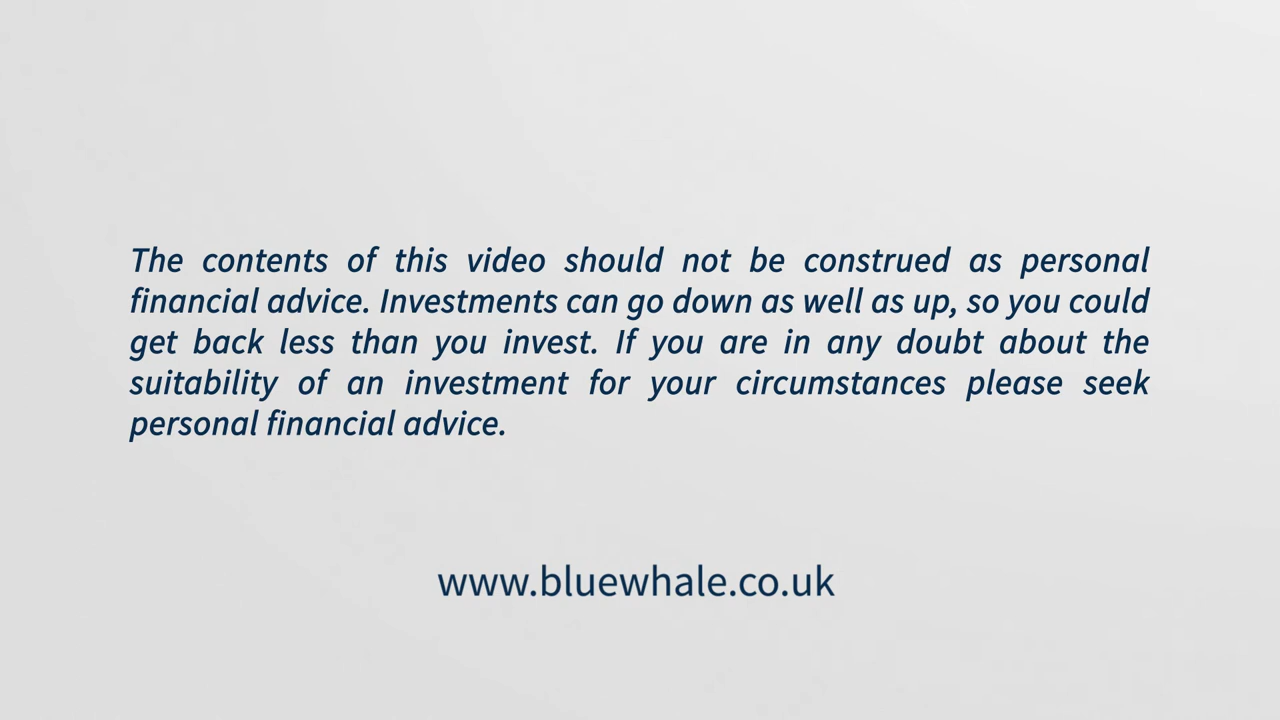 The contents of this video should not be construed as personal
financial advice. Investments can go down as well as up, so you could
get back less than you invest. If you are in any doubt about the
suitability of an investment for your circumstances please seek
personal financial advice.
www.bluewhale.co.uk